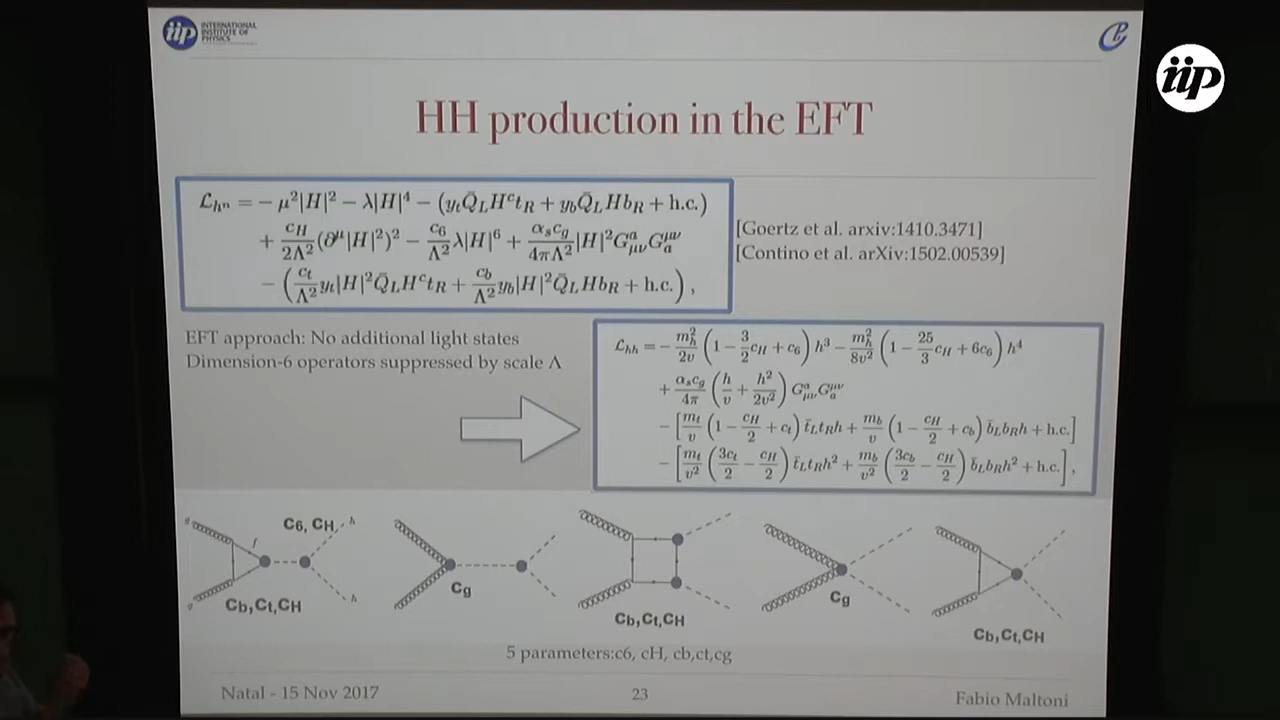 iip INTERNATIONAL
INSTITUTE OF
PHYSICS
iip
HH production in the EFT
ℒ_{hⁿ} = − μ²|H|² − λ|H|⁴ − (y_t Q̄_L H^c t_R + y_b Q̄_L H b_R + h.c.)
+ c_H/2Λ² (∂^μ|H|²)² − c_6/Λ² λ|H|⁶ + α_s c_g/4πΛ² |H|² G^a_{μν} G_a^{μν}
− (c_t/Λ² y_t|H|² Q̄_L H^c t_R + c_b/Λ² y_b|H|² Q̄_L H b_R + h.c.) ,
[Goertz et al. arxiv:1410.3471]
[Contino et al. arXiv:1502.00539]
EFT approach: No additional light states
Dimension-6 operators suppressed by scale Λ
ℒ_{hh} = − m_h²/2v (1 − 3/2 c_H + c_6) h³ − m_h²/8v² (1 − 25/3 c_H + 6c_6) h⁴
+ α_s c_g/4π (h/v + h²/2v²) G^a_{μν} G_a^{μν}
− [m_t/v (1 − c_H/2 + c_t) t̄_L t_R h + m_b/v (1 − c_H/2 + c_b) b̄_L b_R h + h.c.]
− [m_t/v² (3c_t/2 − c_H/2) t̄_L t_R h² + m_b/v² (3c_b/2 − c_H/2) b̄_L b_R h² + h.c.] ,
g
C6, CH,
h
f
g
h
Cb,Ct,CH
Cg
Cb,Ct,CH
Cg
Cb,Ct,CH
5 parameters:c6, cH, cb,ct,cg
Natal - 15 Nov 2017
23
Fabio Maltoni